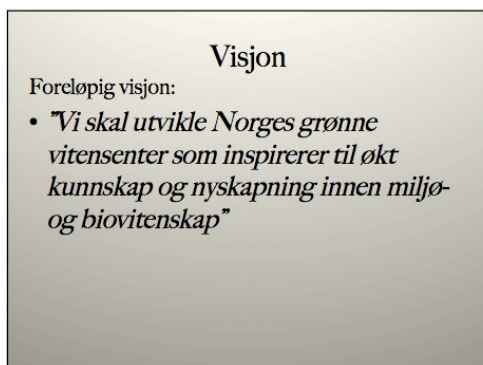 Visjon
Foreløpig visjon:
• ”Vi skal utvikle Norges grønne
vitensenter som inspirerer til økt
kunnskap og nyskapning innen miljø-
og biovitenskap”